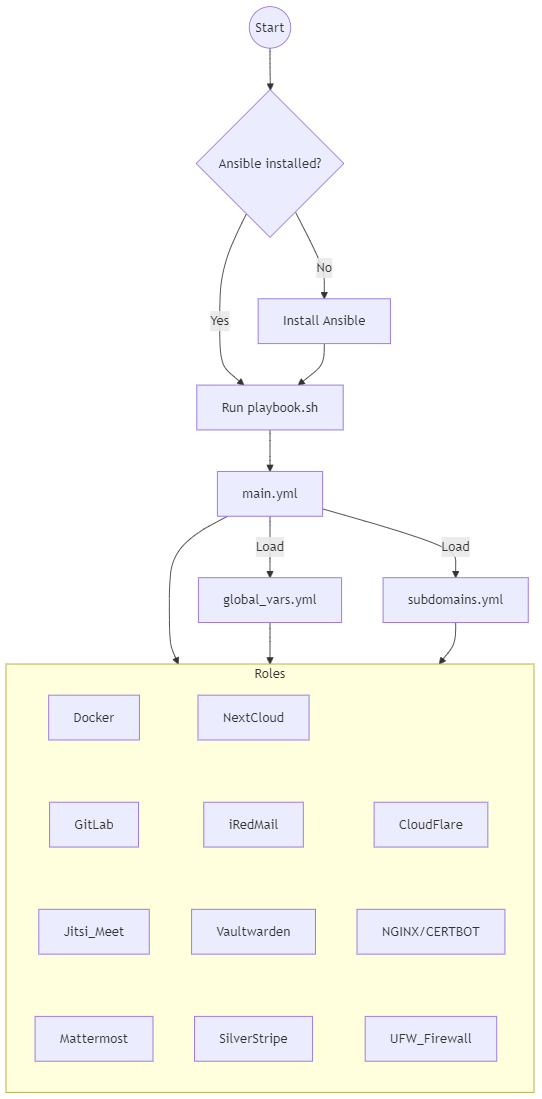 Start
Ansible installed?
No
Yes
Install Ansible
Run playbook.sh
main.yml
Load
Load
global_vars.yml
subdomains.yml
Roles
Docker
NextCloud
GitLab
iRedMail
CloudFlare
Jitsi_Meet
Vaultwarden
NGINX/CERTBOT
Mattermost
SilverStripe
UFW_Firewall